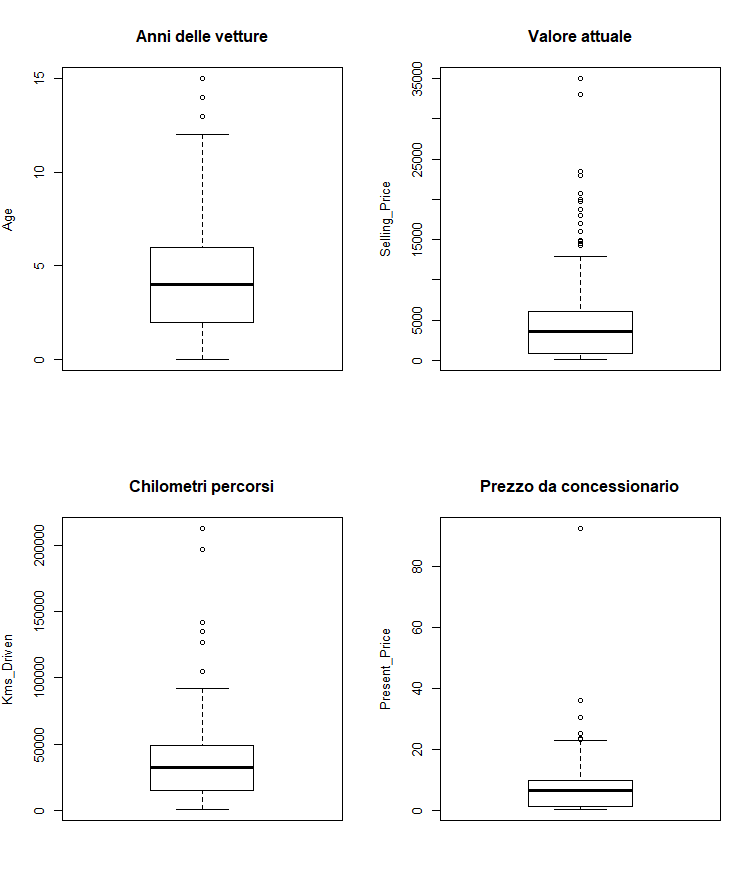 Anni delle vetture
Age
15
10
5
0
Valore attuale
Selling_Price
35000
25000
15000
5000
0
Chilometri percorsi
Kms_Driven
200000
150000
100000
50000
0
Prezzo da concessionario
Present_Price
80
60
40
20
0